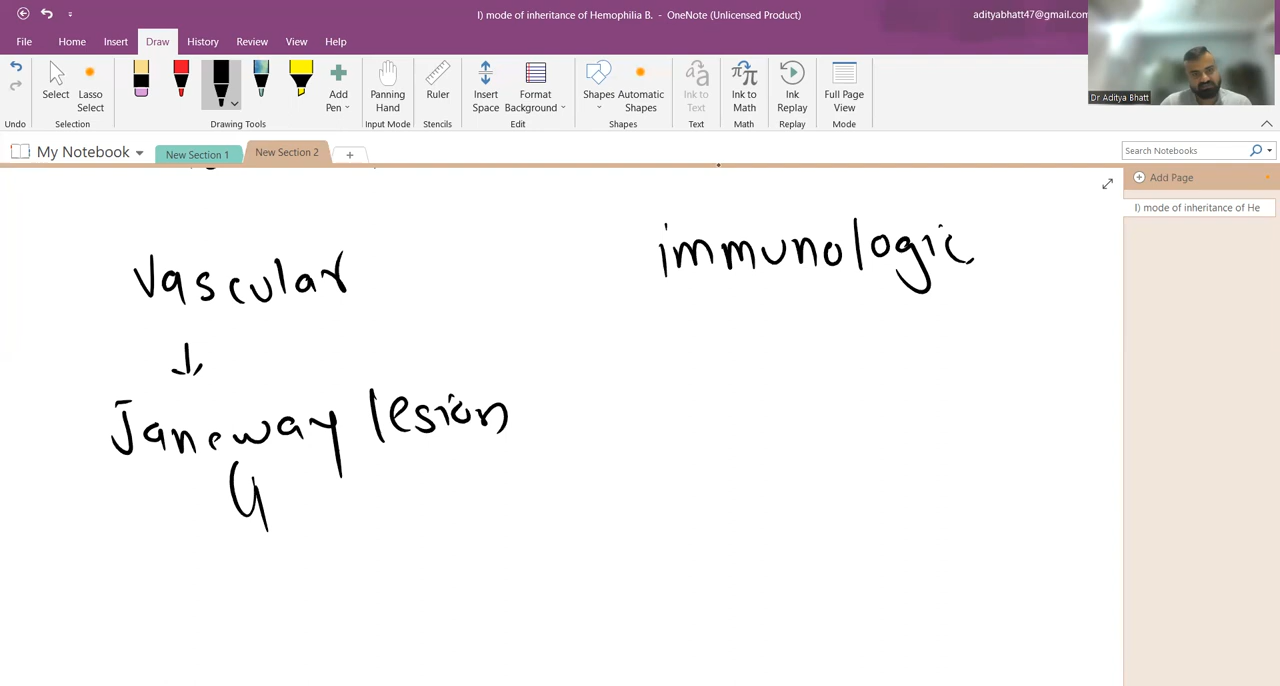 I) mode of inheritance of Hemophilia B. - OneNote (Unlicensed Product)
adityabhatt47@gmail.com
File Home Insert Draw History Review View Help
Undo
Select
Lasso Select
Add Pen
Panning Hand
Ruler
Insert Space
Format Background
Shapes
Automatic Shapes
Ink to Text
Ink to Math
Ink Replay
Full Page View
Dr Aditya Bhatt
Undo Selection Drawing Tools Input Mode Stencils Edit Shapes Text Math Replay Mode
My Notebook New Section 1 New Section 2
Search Notebooks
Add Page
I) mode of inheritance of He
Vascular
immunologic
Janeway lesion